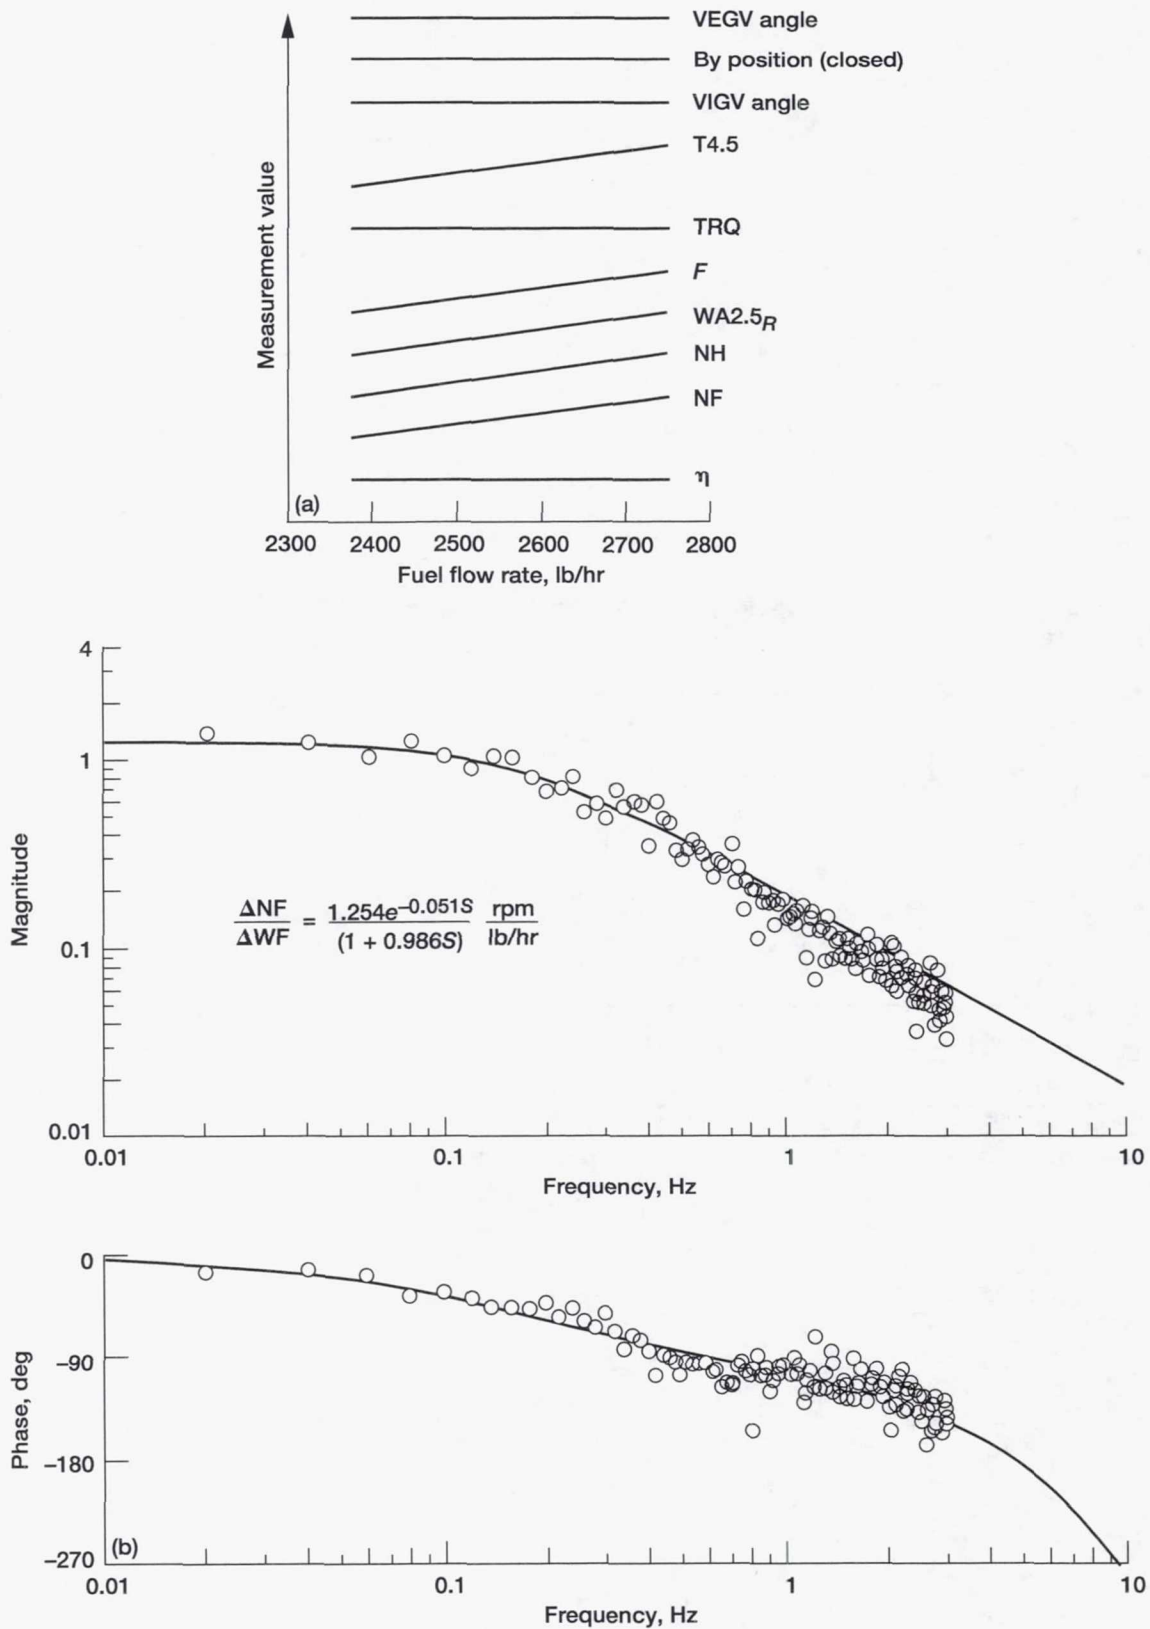 VEGV angle
By position (closed)
VIGV angle
T4.5
TRQ
F
WA2.5R
NH
NF
η
Measurement value
(a)
2300 2400 2500 2600 2700 2800
Fuel flow rate, lb/hr
4
1
0.1
0.01
Magnitude
ΔNF/ΔWF = 1.254e^−0.051S/(1 + 0.986S) rpm/lb/hr
0.01 0.1 1 10
Frequency, Hz
0
−90
−180
−270
Phase, deg
(b)
0.01 0.1 1 10
Frequency, Hz